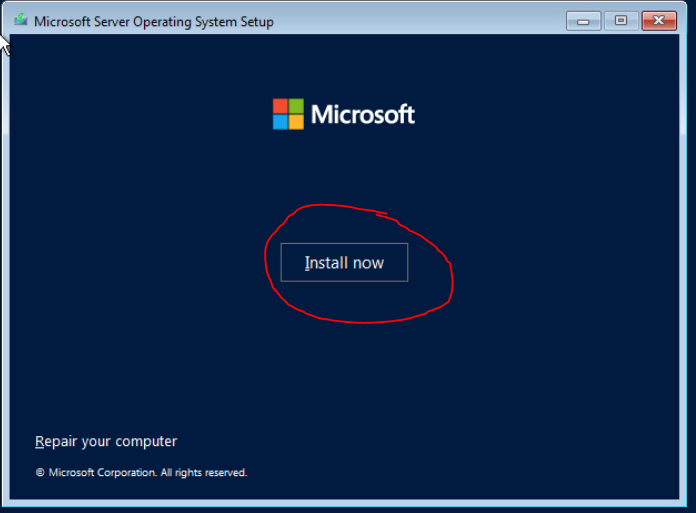 Microsoft Server Operating System Setup
Microsoft
Install now
Repair your computer
© Microsoft Corporation. All rights reserved.